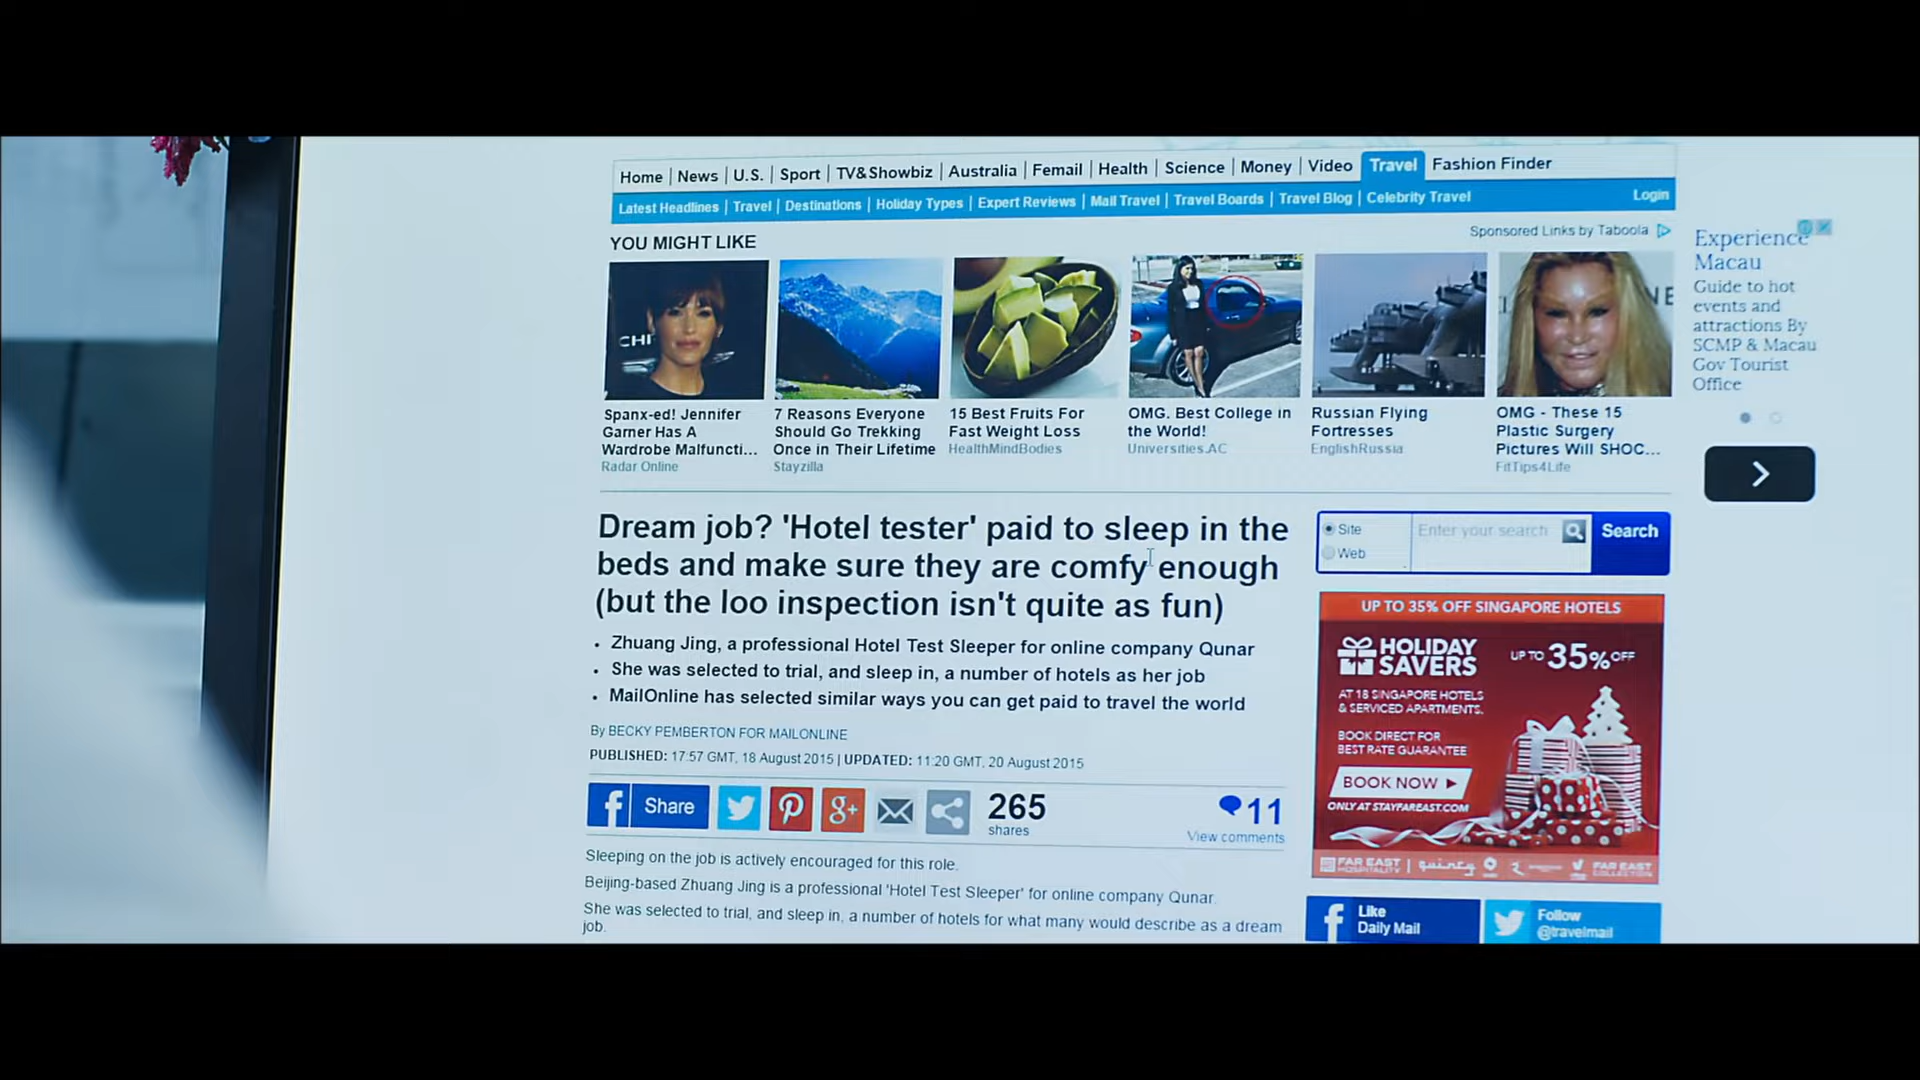 Home | News | U.S. | Sport | TV&Showbiz | Australia | Femail | Health | Science | Money | Video | Travel | Fashion Finder
Latest Headlines | Travel | Destinations | Holiday Types | Expert Reviews | Mail Travel | Travel Boards | Travel Blog | Celebrity Travel
Login
YOU MIGHT LIKE
Sponsored Links by Taboola
CHI
Spanx-ed! Jennifer
Garner Has A
Wardrobe Malfuncti...
Radar Online
7 Reasons Everyone
Should Go Trekking
Once in Their Lifetime
Stayzilla
15 Best Fruits For
Fast Weight Loss
HealthMindBodies
OMG. Best College in
the World!
Universities.AC
Russian Flying
Fortresses
EnglishRussia
OMG - These 15
Plastic Surgery
Pictures Will SHOC...
FitTips4Life
Experience
Macau
Guide to hot
events and
attractions By
SCMP & Macau
Gov Tourist
Office
Dream job? 'Hotel tester' paid to sleep in the
beds and make sure they are comfy enough
(but the loo inspection isn't quite as fun)
• Zhuang Jing, a professional Hotel Test Sleeper for online company Qunar
• She was selected to trial, and sleep in, a number of hotels as her job
• MailOnline has selected similar ways you can get paid to travel the world
By BECKY PEMBERTON FOR MAILONLINE
PUBLISHED: 17:57 GMT, 18 August 2015 | UPDATED: 11:20 GMT, 20 August 2015
Share
g+
265
shares
11
View comments
Sleeping on the job is actively encouraged for this role.
Beijing-based Zhuang Jing is a professional 'Hotel Test Sleeper' for online company Qunar.
She was selected to trial, and sleep in, a number of hotels for what many would describe as a dream
job.
Site
Web
Enter your search
Search
UP TO 35% OFF SINGAPORE HOTELS
HOLIDAY
SAVERS
UP TO 35% OFF
AT 18 SINGAPORE HOTELS
& SERVICED APARTMENTS.
BOOK DIRECT FOR
BEST RATE GUARANTEE
BOOK NOW
ONLY AT STAYFAREAST.COM
FAR EAST
HOSPITALITY
quincy
FAR EAST
COLLECTION
Like
Daily Mail
Follow
@travelmail